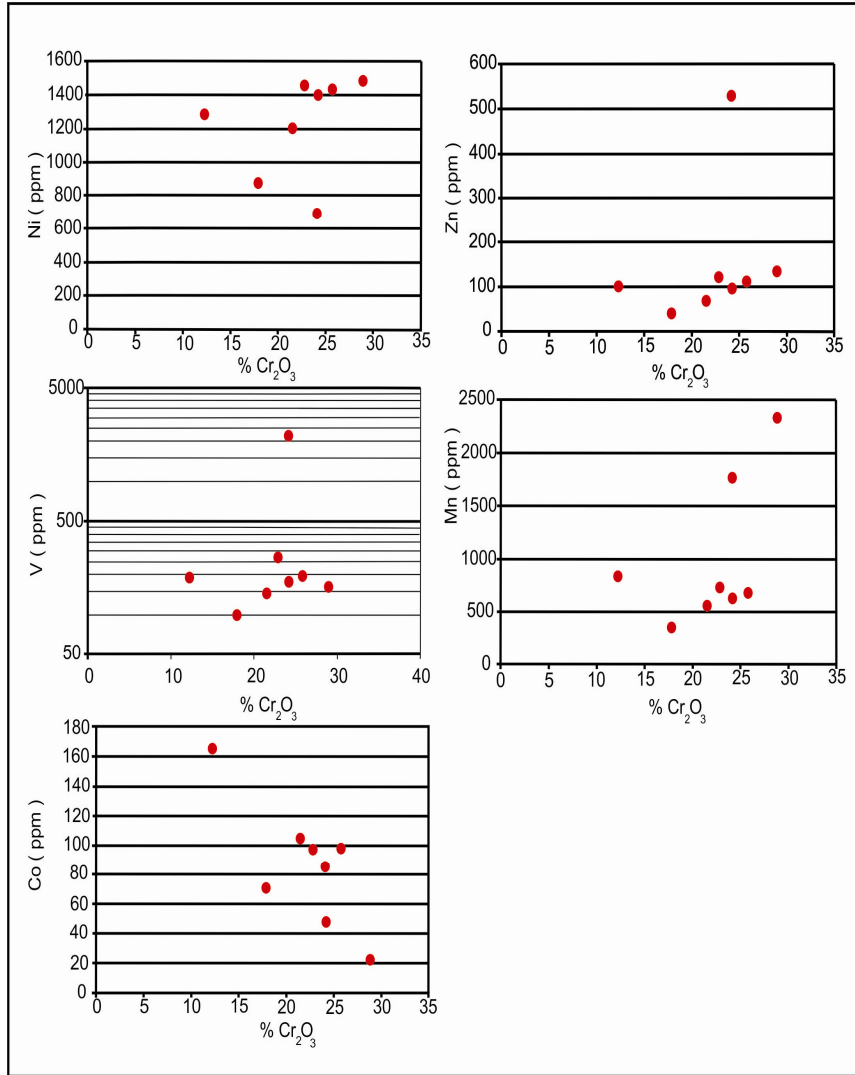 1600
1400
1200
1000
800
600
400
200
0
Ni ( ppm )
0 5 10 15 20 25 30 35
% Cr₂O₃
600
500
400
300
200
100
0
Zn ( ppm )
0 5 10 15 20 25 30 35
% Cr₂O₃
5000
500
50
V ( ppm )
0 10 20 30 40
% Cr₂O₃
2500
2000
1500
1000
500
0
Mn ( ppm )
0 5 10 15 20 25 30 35
% Cr₂O₃
180
160
140
120
100
80
60
40
20
0
Co ( ppm )
0 5 10 15 20 25 30 35
% Cr₂O₃